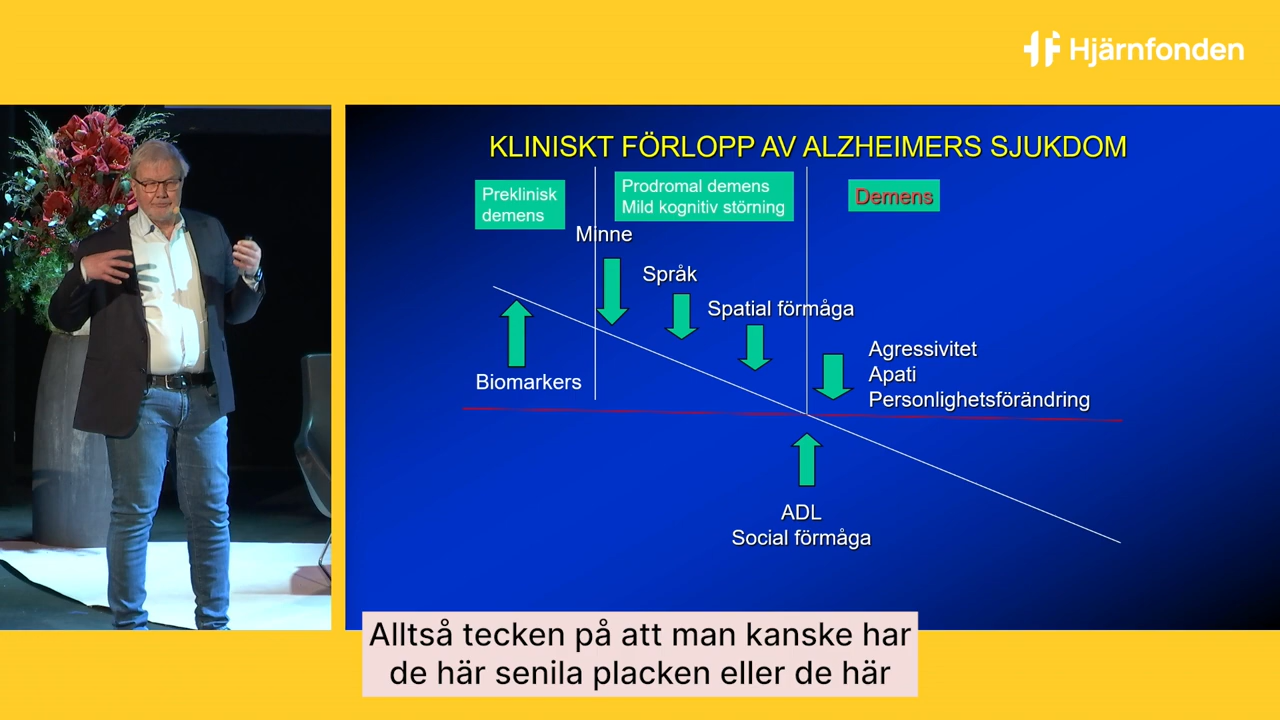 Hjärnfonden
KLINISKT FÖRLOPP AV ALZHEIMERS SJUKDOM
Preklinisk
demens
Prodromal demens
Mild kognitiv störning
Demens
Minne
Språk
Spatial förmåga
Agressivitet
Apati
Personlighetsförändring
Biomarkers
ADL
Social förmåga
Alltså tecken på att man kanske har
de här senila placken eller de här